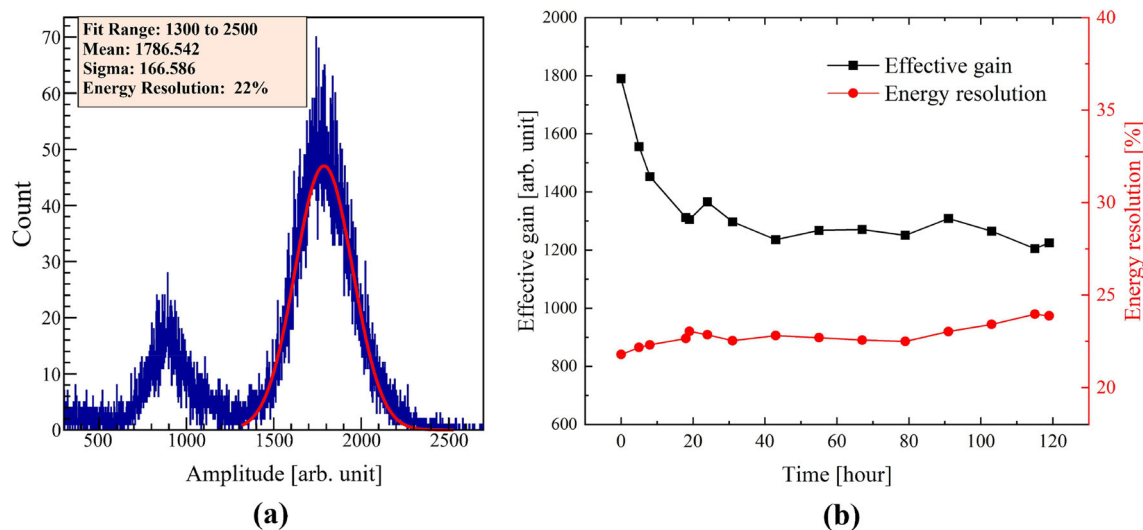 Fit Range: 1300 to 2500
Mean: 1786.542
Sigma: 166.586
Energy Resolution: 22%
70
60
50
40
30
20
10
0
Count
500 1000 1500 2000 2500
Amplitude [arb. unit]
(a)
Effective gain
Energy resolution
2000
1800
1600
1400
1200
1000
800
600
Effective gain [arb. unit]
40
35
30
25
20
Energy resolution [%]
0 20 40 60 80 100 120
Time [hour]
(b)